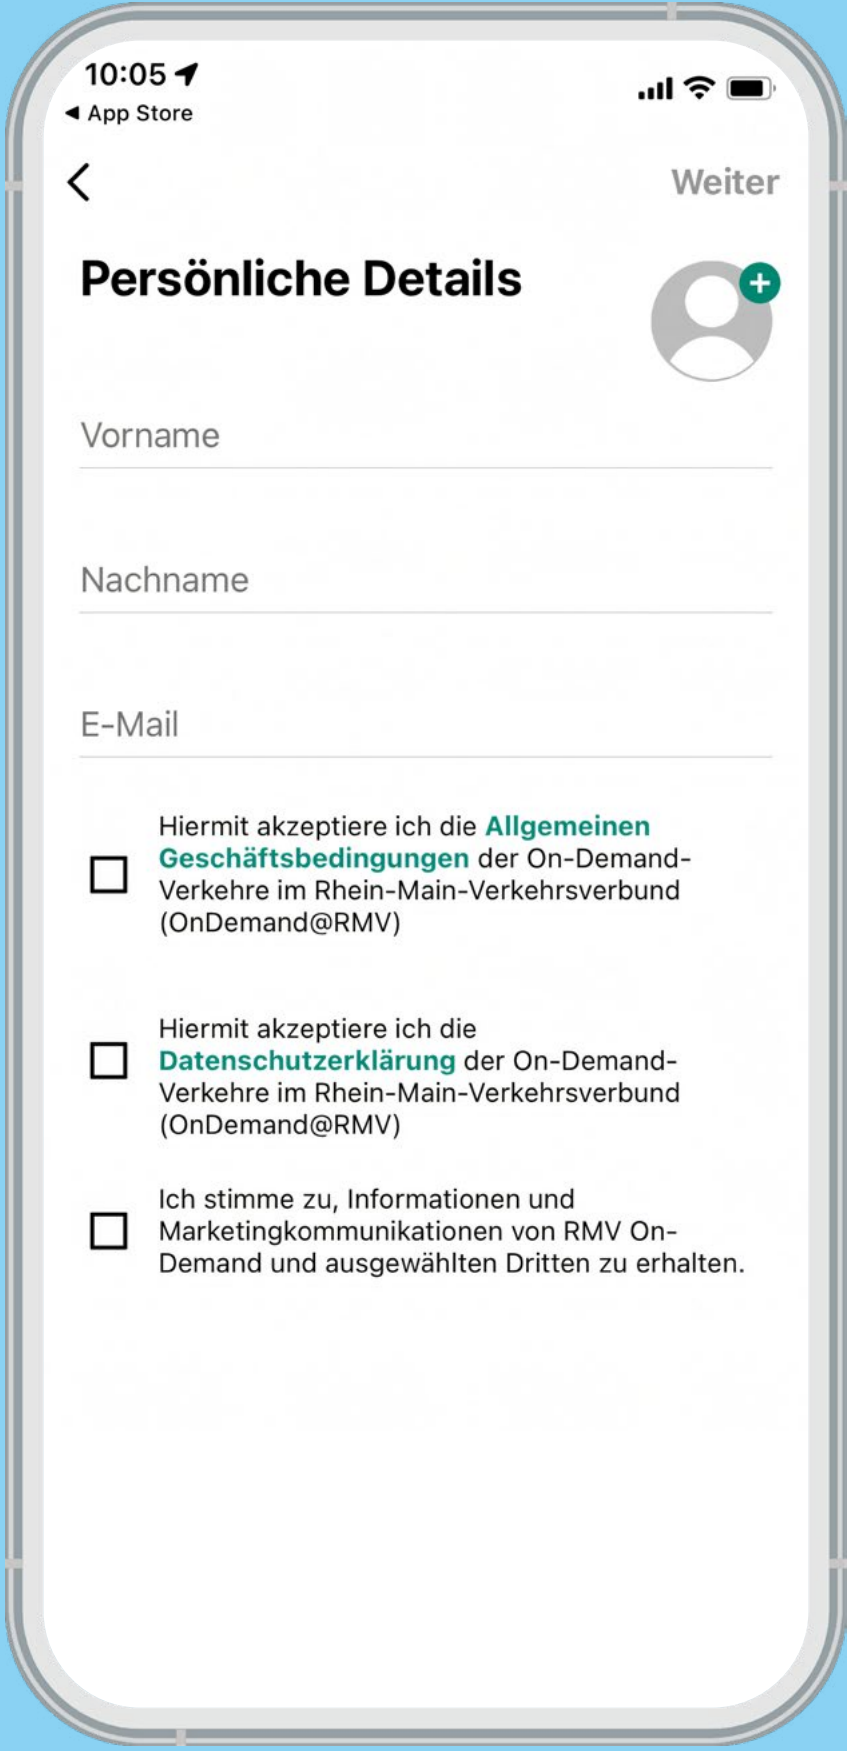 10:05
◀ App Store
Weiter
Persönliche Details
Vorname
Nachname
E-Mail
Hiermit akzeptiere ich die Allgemeinen
Geschäftsbedingungen der On-Demand-
Verkehre im Rhein-Main-Verkehrsverbund
(OnDemand@RMV)
Hiermit akzeptiere ich die
Datenschutzerklärung der On-Demand-
Verkehre im Rhein-Main-Verkehrsverbund
(OnDemand@RMV)
Ich stimme zu, Informationen und
Marketingkommunikationen von RMV On-
Demand und ausgewählten Dritten zu erhalten.